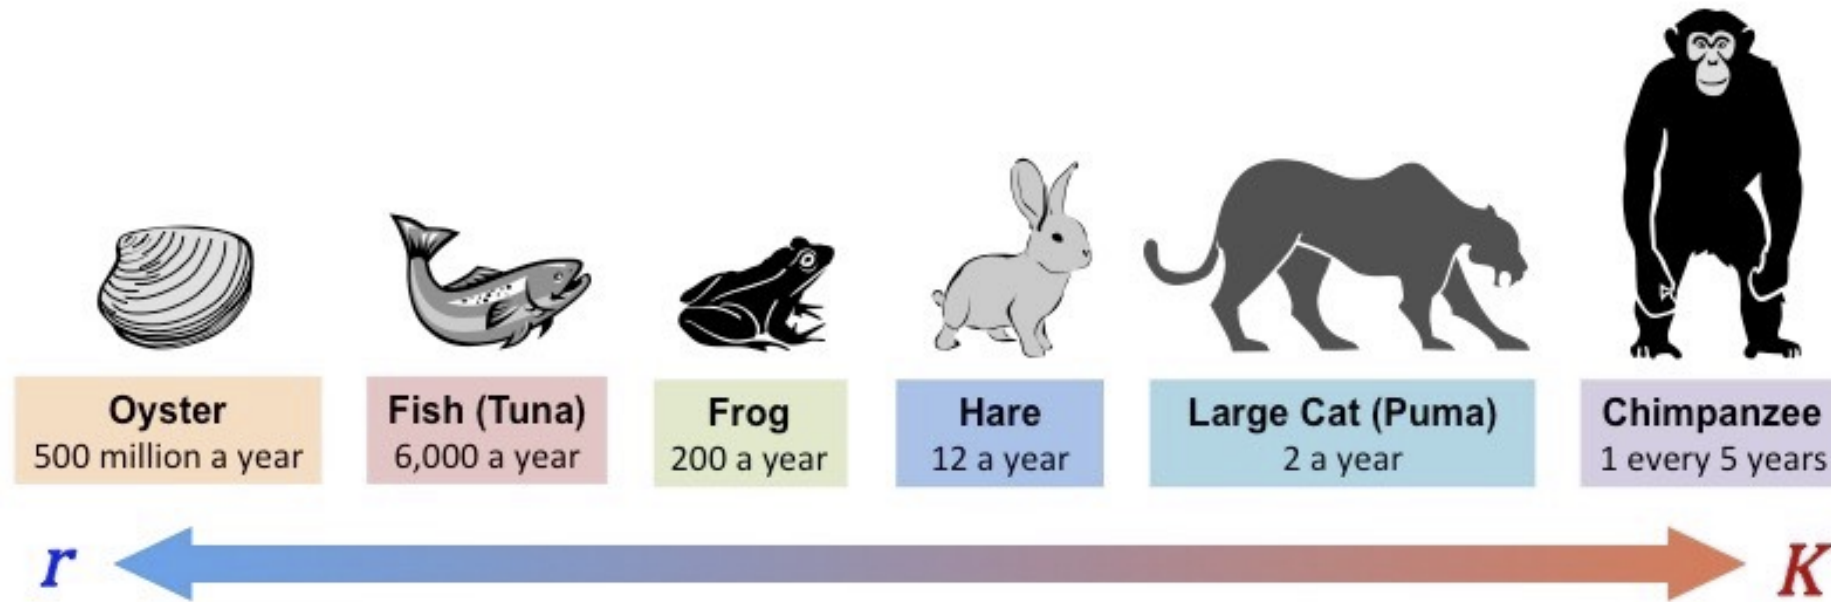 Oyster
500 million a year
Fish (Tuna)
6,000 a year
Frog
200 a year
Hare
12 a year
Large Cat (Puma)
2 a year
Chimpanzee
1 every 5 years
r
K